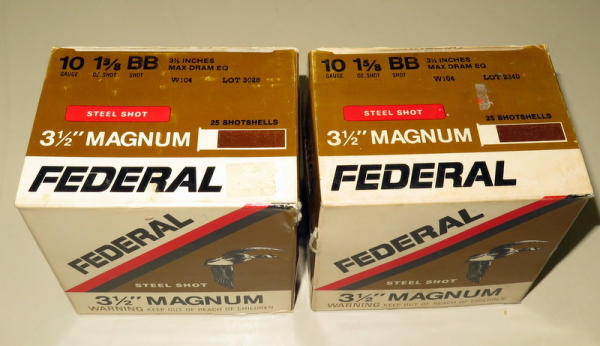 10 1⅜ BB 3½ INCHES
GAUGE OZ. SHOT SHOT MAX DRAM EQ
W104 LOT 3028
STEEL SHOT
25 SHOTSHELLS
3½" MAGNUM
FEDERAL
FEDERAL
STEEL SHOT
3½" MAGNUM
WARNING KEEP OUT OF REACH OF CHILDREN
10 1⅜ BB 3½ INCHES
GAUGE OZ. SHOT SHOT MAX DRAM EQ
W104 LOT 2340
STEEL SHOT
25 SHOTSHELLS
3½" MAGNUM
FEDERAL
FEDERAL
STEEL SHOT
3½" MAGNUM
WARNING KEEP OUT OF REACH OF CHILDREN